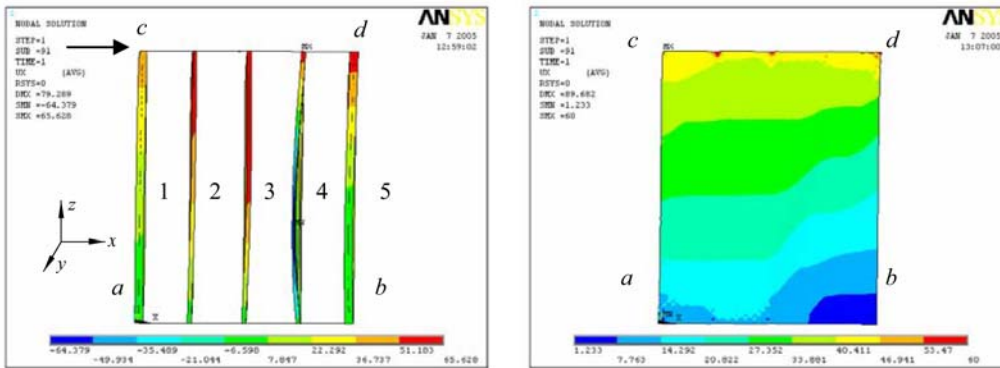 1
NODAL SOLUTION
STEP=1
SUB =91
TIME=1
UX (AVG)
RSYS=0
DMX =79.289
SMN =-64.379
SMX =65.628
ANSYS
JAN 7 2005
12:59:02
c
d
MX
1 2 3 4 5
z
x
y
a
b
X
-64.379 -35.489 -6.598 22.292 51.183
-49.934 -21.044 7.847 36.737 65.628
1
NODAL SOLUTION
STEP=1
SUB =91
TIME=1
UX (AVG)
RSYS=0
DMX =89.682
SMN =1.233
SMX =60
ANSYS
JAN 7 2005
13:07:00
c
d
MX
a
b
X
1.233 14.292 27.352 40.411 53.47
7.763 20.822 33.881 46.941 60